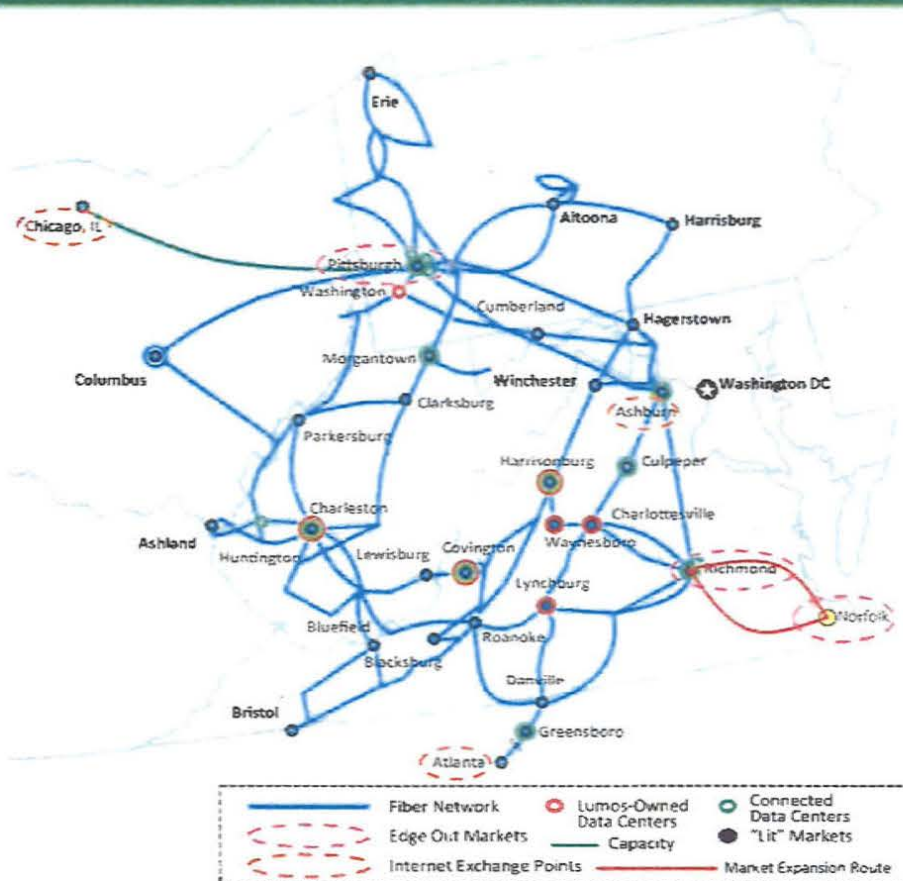 Erie
Altoona
Harrisburg
Chicago, IL
Pittsburgh
Washington
Cumberland
Hagerstown
Columbus
Morgantown
Winchester
Washington DC
Clarksburg
Ashburn
Parkersburg
Harrisonburg
Culpeper
Charleston
Charlottesville
Ashland
Huntington
Lewisburg
Covington
Waynesboro
Richmond
Lynchburg
Norfolk
Bluefield
Roanoke
Blacksburg
Danville
Bristol
Greensboro
Atlanta
Fiber Network
Lumos-Owned
Data Centers
Connected
Data Centers
Edge Out Markets
Capacity
"Lit" Markets
Internet Exchange Points
Market Expansion Route